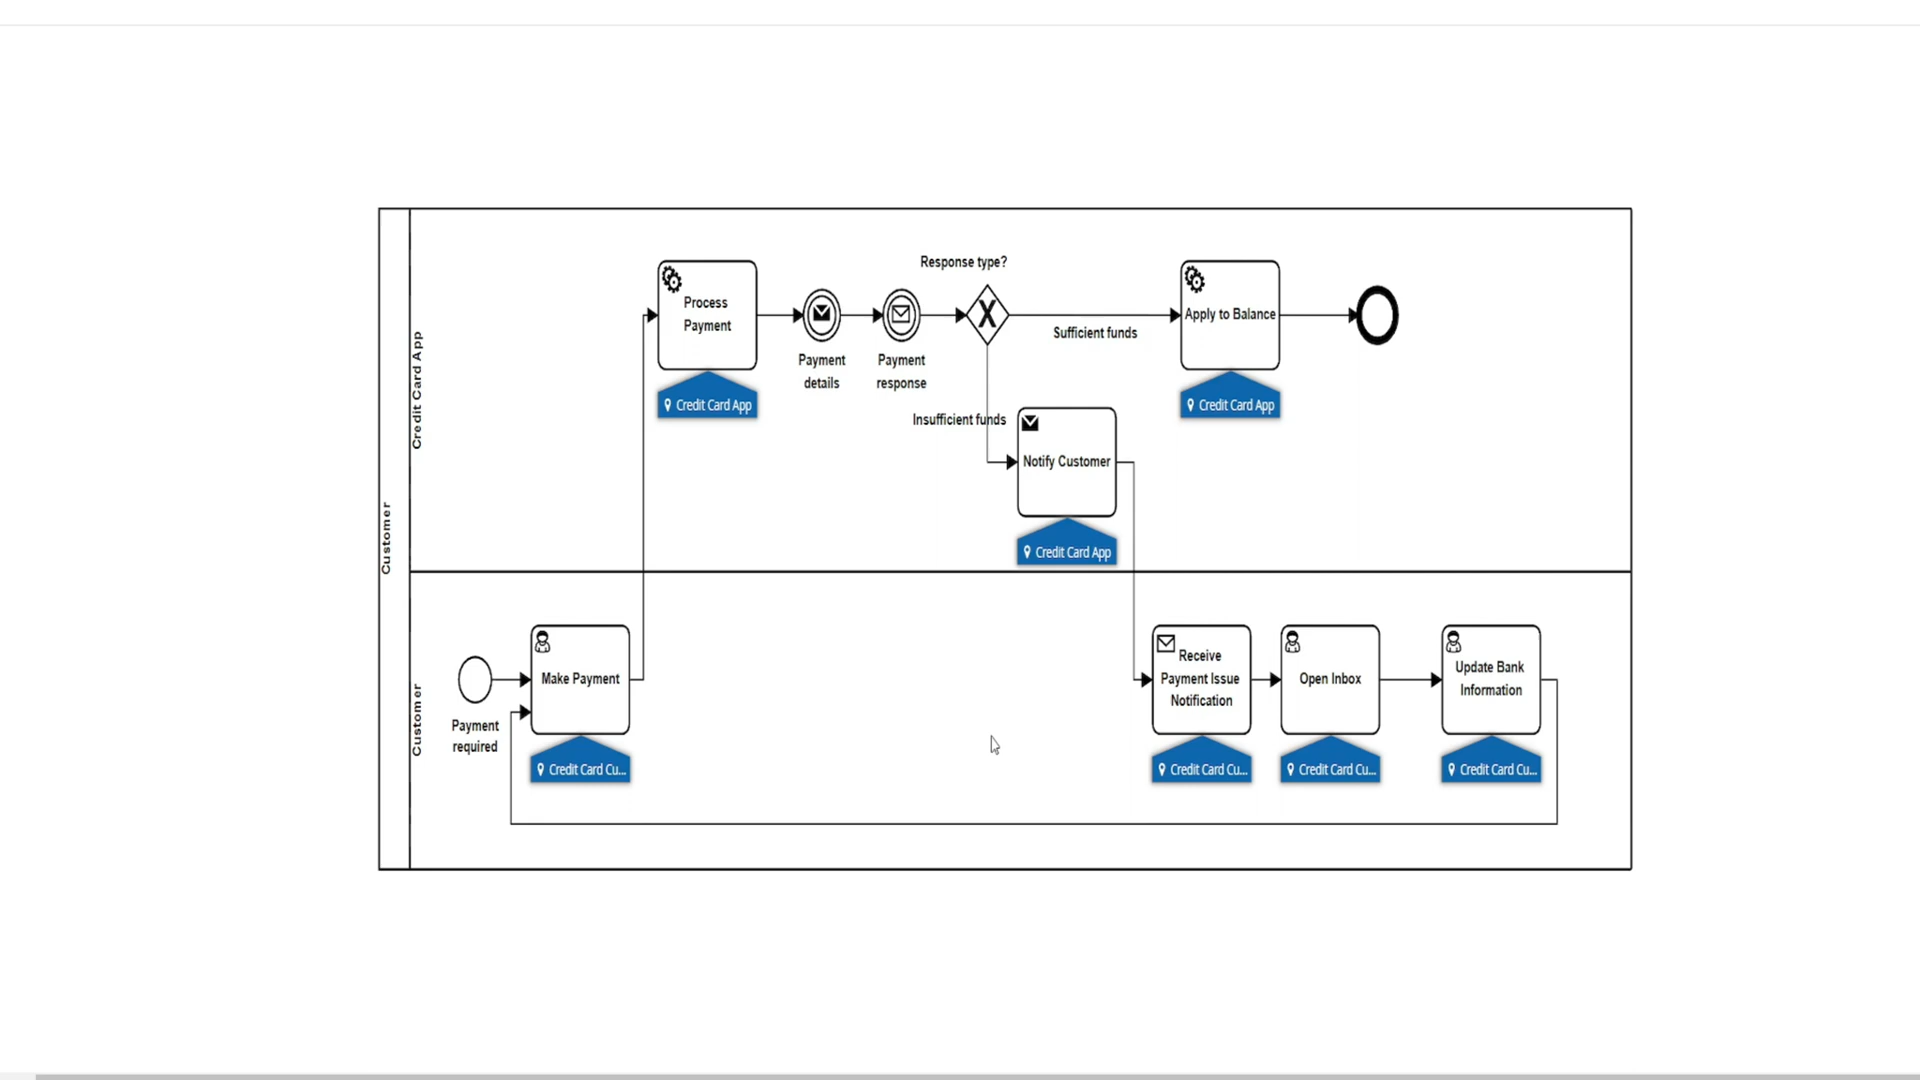 Customer
Credit Card App
Response type?
Process
Payment
Payment
details
Payment
response
Sufficient funds
Apply to Balance
Credit Card App
Credit Card App
Insufficient funds
Notify Customer
Credit Card App
Customer
Payment
required
Make Payment
Credit Card Cu...
Receive
Payment Issue
Notification
Credit Card Cu...
Open Inbox
Credit Card Cu...
Update Bank
Information
Credit Card Cu...